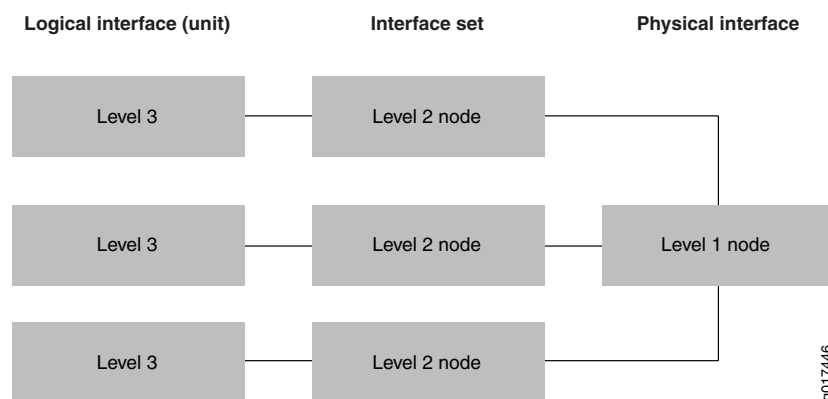 Logical interface (unit) Interface set Physical interface
Level 3 Level 2 node
Level 3 Level 2 node Level 1 node
Level 3 Level 2 node
g017446